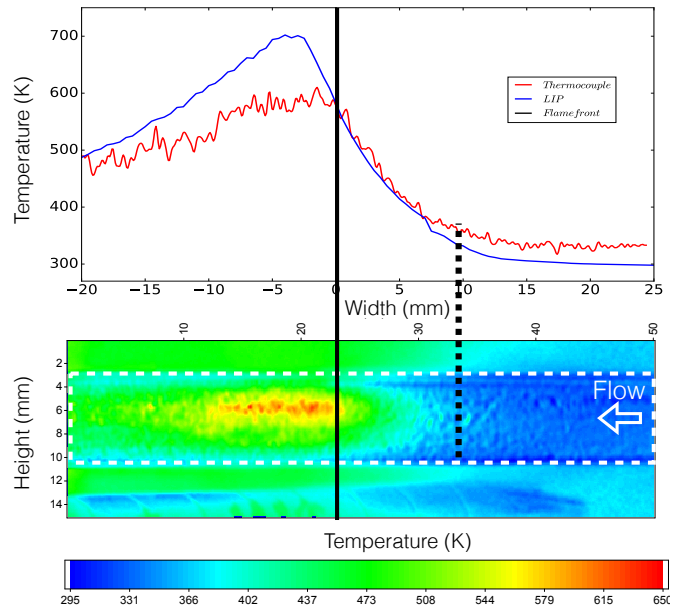 700
600
500
400
300
Temperature (K)
Thermocouple
LIP
Flamefront
−20 −15 −10 −5 0 5 10 15 20 25
Width (mm)
10 20 30 40 50
2
4
6
8
10
12
14
Height (mm)
Flow
Temperature (K)
295 331 366 402 437 473 508 544 579 615 650